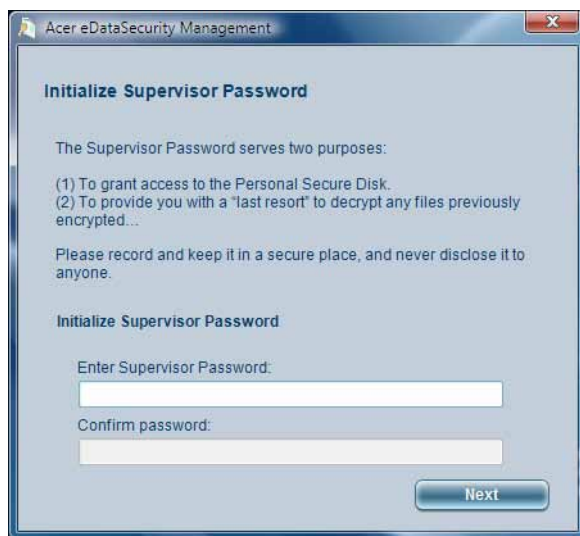 Acer eDataSecurity Management
Initialize Supervisor Password
The Supervisor Password serves two purposes:
(1) To grant access to the Personal Secure Disk.
(2) To provide you with a "last resort" to decrypt any files previously
encrypted...
Please record and keep it in a secure place, and never disclose it to
anyone.
Initialize Supervisor Password
Enter Supervisor Password:
Confirm password:
Next